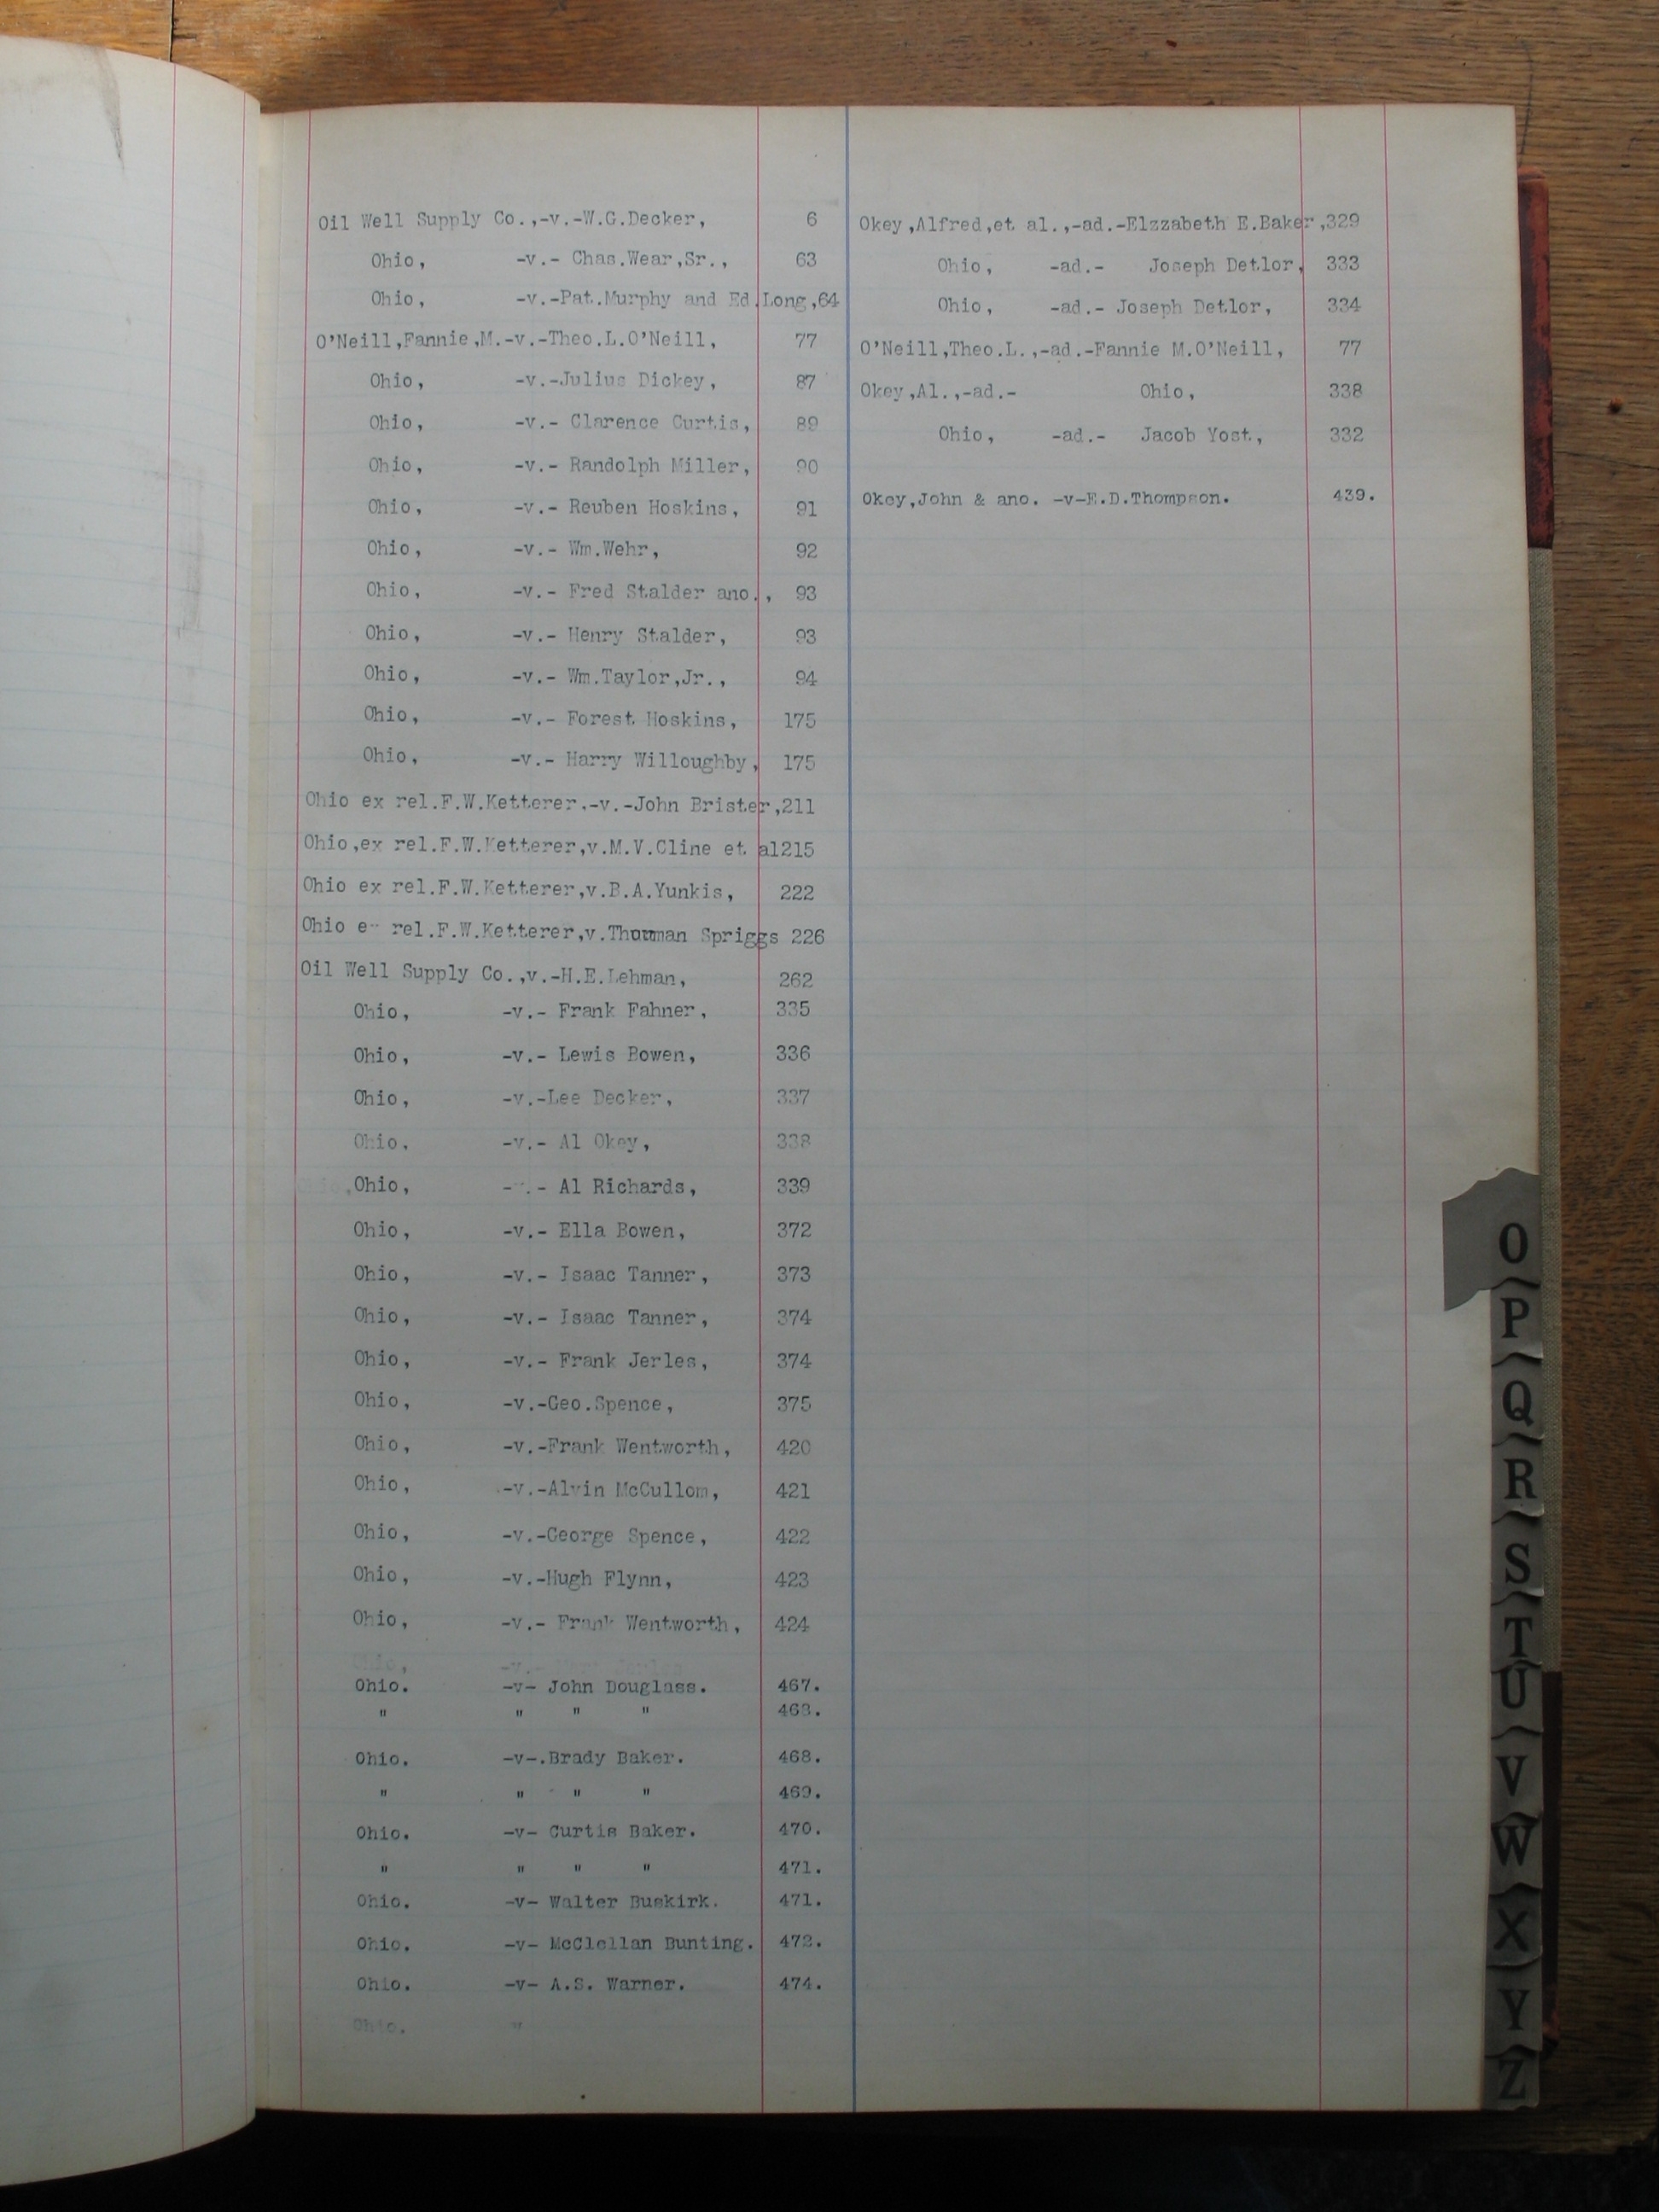 Oil Well Supply Co.,-v.-W.G.Decker, 6
Ohio, -v.- Chas.Wear,Sr., 63
Ohio, -v.-Pat.Murphy and Ed.Long,64
O'Neill,Fannie,M.-v.-Theo.L.O'Neill, 77
Ohio, -v.-Julius Dickey, 87
Ohio, -v.- Clarence Curtis, 89
Ohio, -v.- Randolph Miller, 90
Ohio, -v.- Reuben Hoskins, 91
Ohio, -v.- Wm.Wehr, 92
Ohio, -v.- Fred Stalder ano., 93
Ohio, -v.- Henry Stalder, 93
Ohio, -v.- Wm.Taylor,Jr., 94
Ohio, -v.- Forest Hoskins, 175
Ohio, -v.- Harry Willoughby, 175
Ohio ex rel.F.W.Ketterer.-v.-John Brister,211
Ohio,ex rel.F.W.Ketterer,v.M.V.Cline et al215
Ohio ex rel.F.W.Ketterer,v.B.A.Yunkis, 222
Ohio e- rel.F.W.Ketterer,v. Spriggs 226
Oil Well Supply Co.,v.-H.E.Lehman, 262
Ohio, -v.- Frank Fahner, 335
Ohio, -v.- Lewis Bowen, 336
Ohio, -v.-Lee Decker, 337
Ohio. -v.- Al Okey, 338
Ohio, - .- Al Richards, 339
Ohio, -v.- Ella Bowen, 372
Ohio, -v.- Isaac Tanner, 373
Ohio, -v.- Isaac Tanner, 374
Ohio, -v.- Frank Jerles, 374
Ohio, -v.-Geo.Spence, 375
Ohio, -v.-Frank Wentworth, 420
Ohio, -v.-Alvin McCullom, 421
Ohio, -v.-George Spence, 422
Ohio, -v.-Hugh Flynn, 423
Ohio, -v.- Frank Wentworth, 424
Ohio, -v.- Jerles
Ohio. -v- John Douglass. 467.
" " " " 468.
Ohio. -v-.Brady Baker. 468.
" " " " 469.
Ohio. -v- Curtis Baker. 470.
" " " " 471.
Ohio. -v- Walter Buskirk. 471.
Ohio. -v- McClellan Bunting. 472.
Ohio. -v- A.S. Warner. 474.
Ohio. "
Okey,Alfred,et al.,-ad.-Elzzabeth E.Baker,329
Ohio, -ad.- Joseph Detlor, 333
Ohio, -ad.- Joseph Detlor, 334
O'Neill,Theo.L.,-ad.-Fannie M.O'Neill, 77
Okey,Al.,-ad.- Ohio, 338
Ohio, -ad.- Jacob Yost, 332
Okey,John & ano. -v-E.D.Thompson. 439.
O
P
Q
R
S
T
U
V
W
X
Y
Z